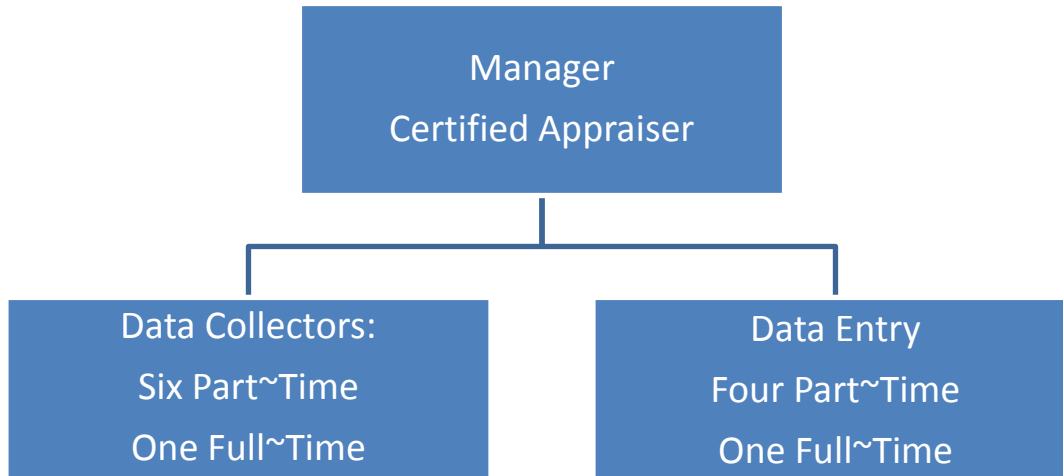 Manager
Certified Appraiser
Data Collectors:
Six Part~Time
One Full~Time
Data Entry
Four Part~Time
One Full~Time